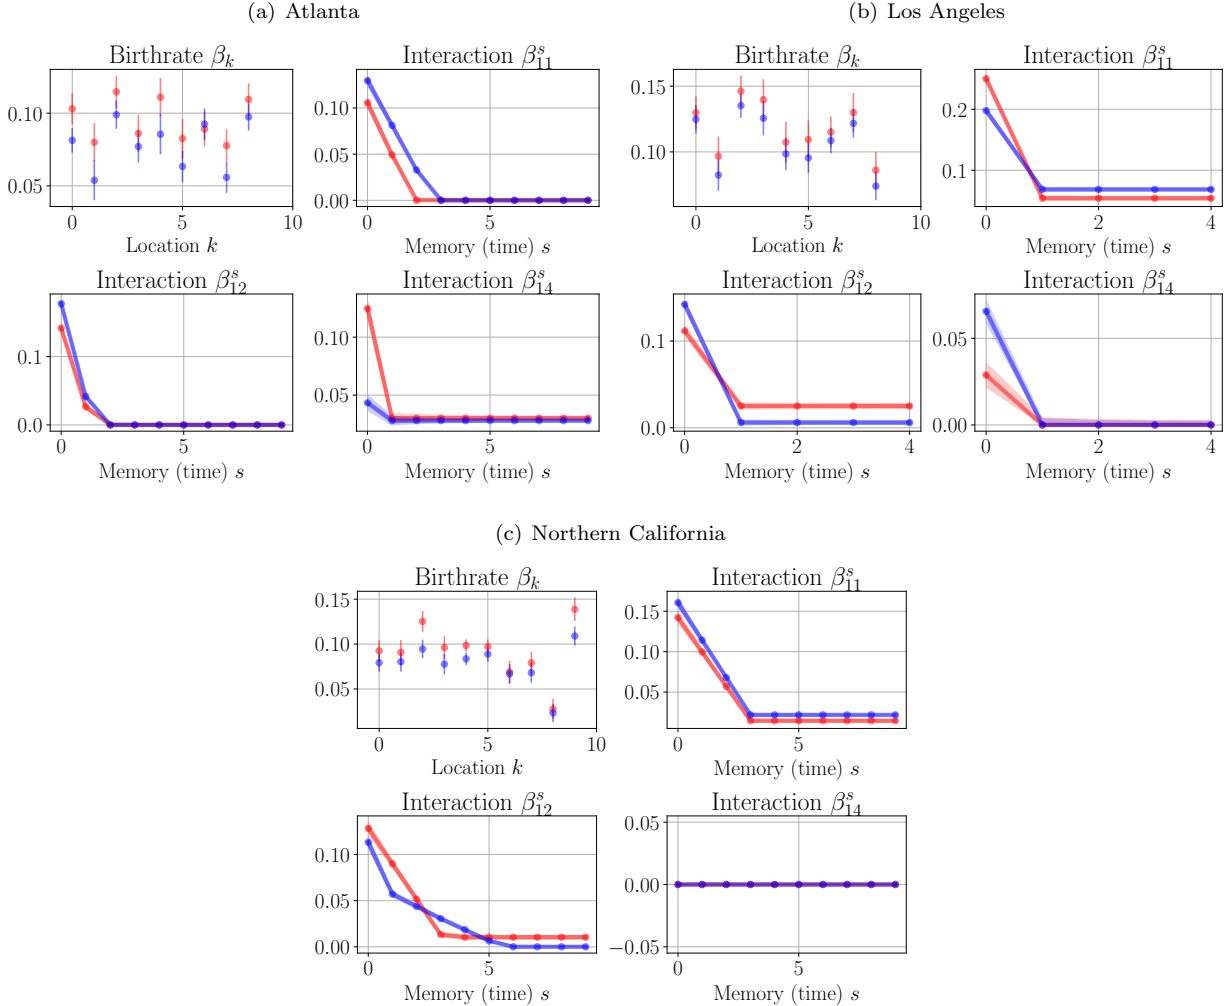 (a) Atlanta
Birthrate β_k
0.10
0.05
0 5 10
Location k
Interaction β^s_11
0.10
0.05
0.00
0 5
Memory (time) s
Interaction β^s_12
0.1
0.0
0 5
Memory (time) s
Interaction β^s_14
0.10
0.05
0 5
Memory (time) s
(b) Los Angeles
Birthrate β_k
0.15
0.10
0 5 10
Location k
Interaction β^s_11
0.2
0.1
0 2 4
Memory (time) s
Interaction β^s_12
0.1
0.0
0 2 4
Memory (time) s
Interaction β^s_14
0.05
0.00
0 2 4
Memory (time) s
(c) Northern California
Birthrate β_k
0.15
0.10
0.05
0 5 10
Location k
Interaction β^s_11
0.15
0.10
0.05
0 5
Memory (time) s
Interaction β^s_12
0.10
0.05
0.00
0 5
Memory (time) s
Interaction β^s_14
0.05
0.00
−0.05
0 5
Memory (time) s